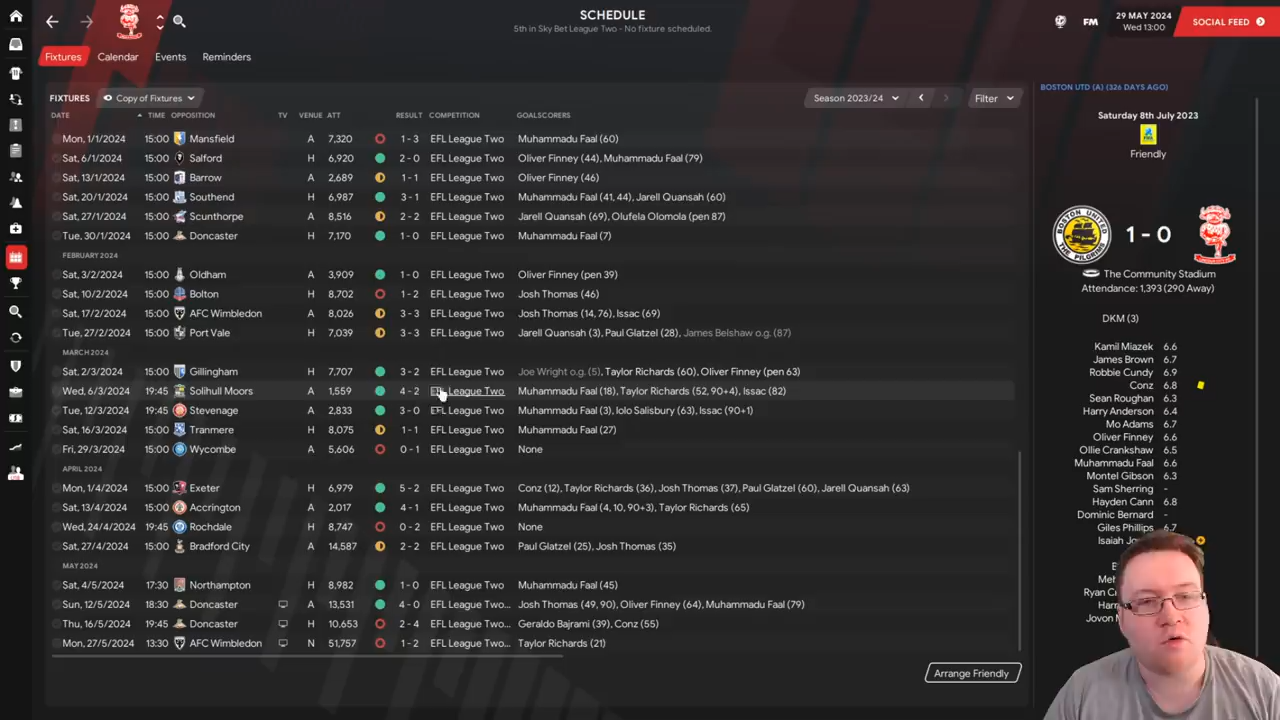 SCHEDULE
5th in Sky Bet League Two - No fixture scheduled.
FM
29 MAY 2024
Wed 13:00
SOCIAL FEED
Fixtures Calendar Events Reminders
FIXTURES Copy of Fixtures Season 2023/24 Filter
DATE TIME OPPOSITION TV VENUE ATT RESULT COMPETITION GOALSCORERS
Mon, 1/1/2024 15:00 Mansfield A 7,320 1 - 3 EFL League Two Muhammadu Faal (60)
Sat, 6/1/2024 15:00 Salford H 6,920 2 - 0 EFL League Two Oliver Finney (44), Muhammadu Faal (79)
Sat, 13/1/2024 15:00 Barrow A 2,689 1 - 1 EFL League Two Oliver Finney (46)
Sat, 20/1/2024 15:00 Southend H 6,987 3 - 1 EFL League Two Muhammadu Faal (41, 44), Jarell Quansah (60)
Sat, 27/1/2024 15:00 Scunthorpe A 8,516 2 - 2 EFL League Two Jarell Quansah (69), Olufela Olomola (pen 87)
Tue, 30/1/2024 15:00 Doncaster H 7,170 1 - 0 EFL League Two Muhammadu Faal (7)
FEBRUARY 2024
Sat, 3/2/2024 15:00 Oldham A 3,909 1 - 0 EFL League Two Oliver Finney (pen 39)
Sat, 10/2/2024 15:00 Bolton H 8,702 1 - 2 EFL League Two Josh Thomas (46)
Sat, 17/2/2024 15:00 AFC Wimbledon A 8,026 3 - 3 EFL League Two Josh Thomas (14, 76), Issac (69)
Tue, 27/2/2024 15:00 Port Vale H 7,039 3 - 3 EFL League Two Jarell Quansah (3), Paul Glatzel (28), James Belshaw o.g. (87)
MARCH 2024
Sat, 2/3/2024 15:00 Gillingham H 7,707 3 - 2 EFL League Two Joe Wright o.g. (5), Taylor Richards (60), Oliver Finney (pen 63)
Wed, 6/3/2024 19:45 Solihull Moors A 1,559 4 - 2 EFL League Two Muhammadu Faal (18), Taylor Richards (52, 90+4), Issac (82)
Tue, 12/3/2024 19:45 Stevenage A 2,833 3 - 0 EFL League Two Muhammadu Faal (3), Iolo Salisbury (63), Issac (90+1)
Sat, 16/3/2024 15:00 Tranmere H 8,075 1 - 1 EFL League Two Muhammadu Faal (27)
Fri, 29/3/2024 15:00 Wycombe A 5,606 0 - 1 EFL League Two None
APRIL 2024
Mon, 1/4/2024 15:00 Exeter H 6,979 5 - 2 EFL League Two Conz (12), Taylor Richards (36), Josh Thomas (37), Paul Glatzel (60), Jarell Quansah (63)
Sat, 13/4/2024 15:00 Accrington A 2,017 4 - 1 EFL League Two Muhammadu Faal (4, 10, 90+3), Taylor Richards (65)
Wed, 24/4/2024 19:45 Rochdale H 8,747 0 - 2 EFL League Two None
Sat, 27/4/2024 15:00 Bradford City A 14,587 2 - 2 EFL League Two Paul Glatzel (25), Josh Thomas (35)
MAY 2024
Sat, 4/5/2024 17:30 Northampton H 8,982 1 - 0 EFL League Two Muhammadu Faal (45)
Sun, 12/5/2024 18:30 Doncaster A 13,531 4 - 0 EFL League Two... Josh Thomas (49, 90), Oliver Finney (64), Muhammadu Faal (79)
Thu, 16/5/2024 19:45 Doncaster H 10,653 2 - 4 EFL League Two... Geraldo Bajrami (39), Conz (55)
Mon, 27/5/2024 13:30 AFC Wimbledon N 51,757 1 - 2 EFL League Two... Taylor Richards (21)
Arrange Friendly
BOSTON UTD (A) (326 DAYS AGO)
Saturday 8th July 2023
Friendly
BOSTON UNITED
THE PILGRIMS
1 - 0
The Community Stadium
Attendance: 1,393 (290 Away)
DKM (3)
Kamil Miazek 6.6
James Brown 6.7
Robbie Cundy 6.9
Conz 6.8
Sean Roughan 6.3
Harry Anderson 6.4
Mo Adams 6.7
Oliver Finney 6.6
Ollie Crankshaw 6.5
Muhammadu Faal 6.6
Montel Gibson 6.3
Sam Sherring -
Hayden Cann 6.8
Dominic Bernard -
Giles Phillips 6.7
Isaiah